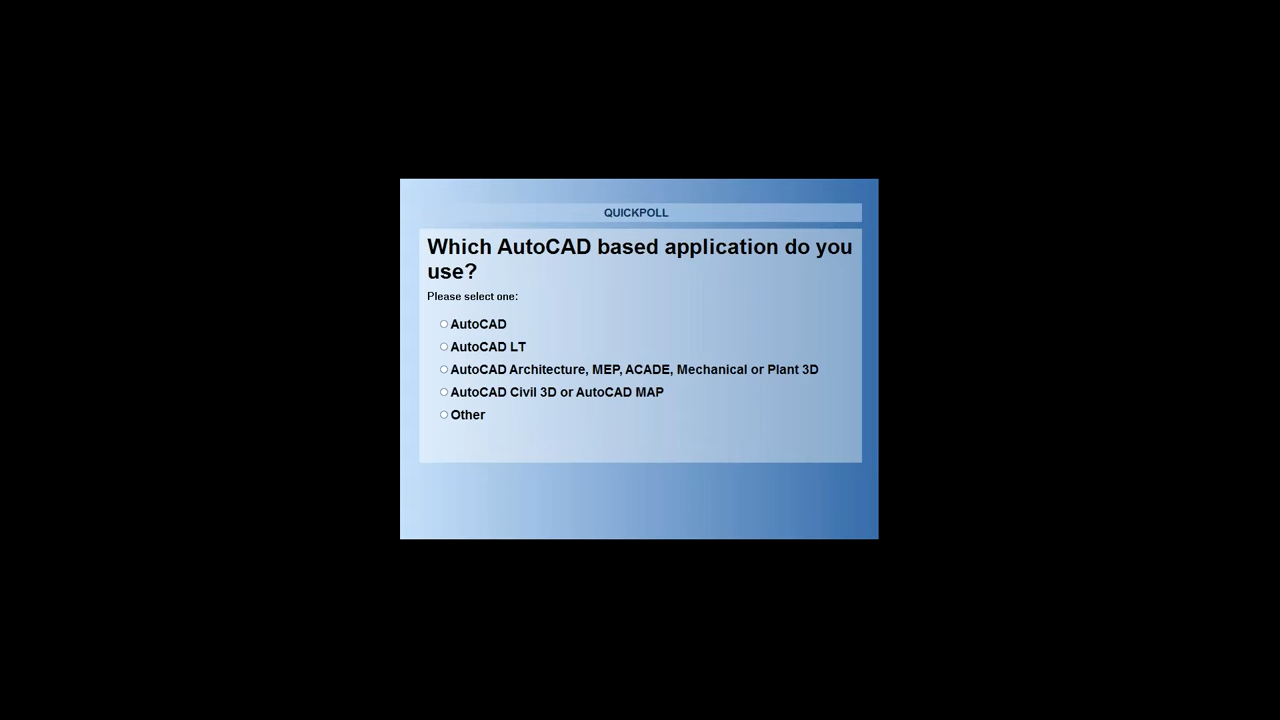 QUICKPOLL
Which AutoCAD based application do you
use?
Please select one:
AutoCAD
AutoCAD LT
AutoCAD Architecture, MEP, ACADE, Mechanical or Plant 3D
AutoCAD Civil 3D or AutoCAD MAP
Other